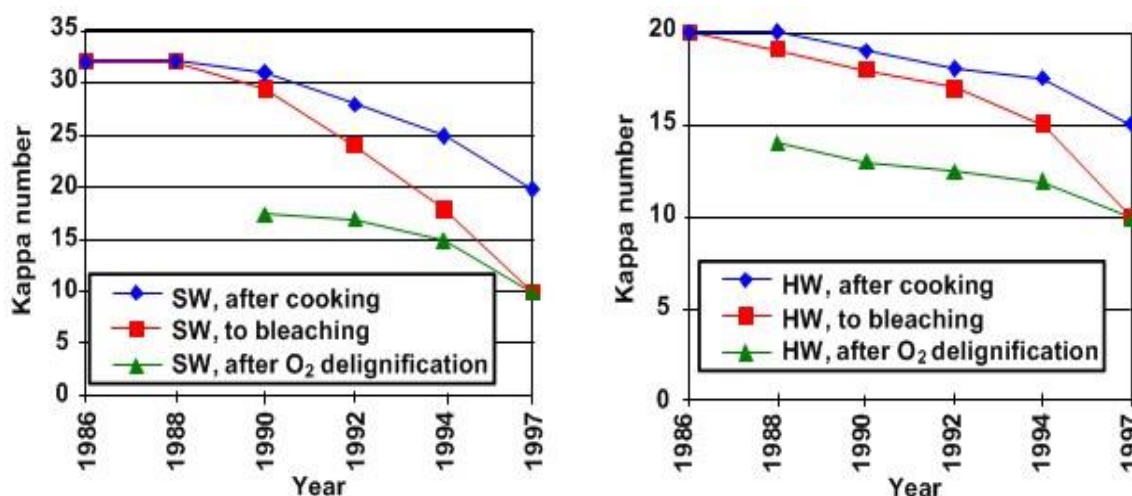 35
30
25
20
15
10
5
0
Kappa number
SW, after cooking
SW, to bleaching
SW, after O₂ delignification
1986
1988
1990
1992
1994
1997
Year
20
15
10
5
0
Kappa number
HW, after cooking
HW, to bleaching
HW, after O₂ delignification
1986
1988
1990
1992
1994
1997
Year